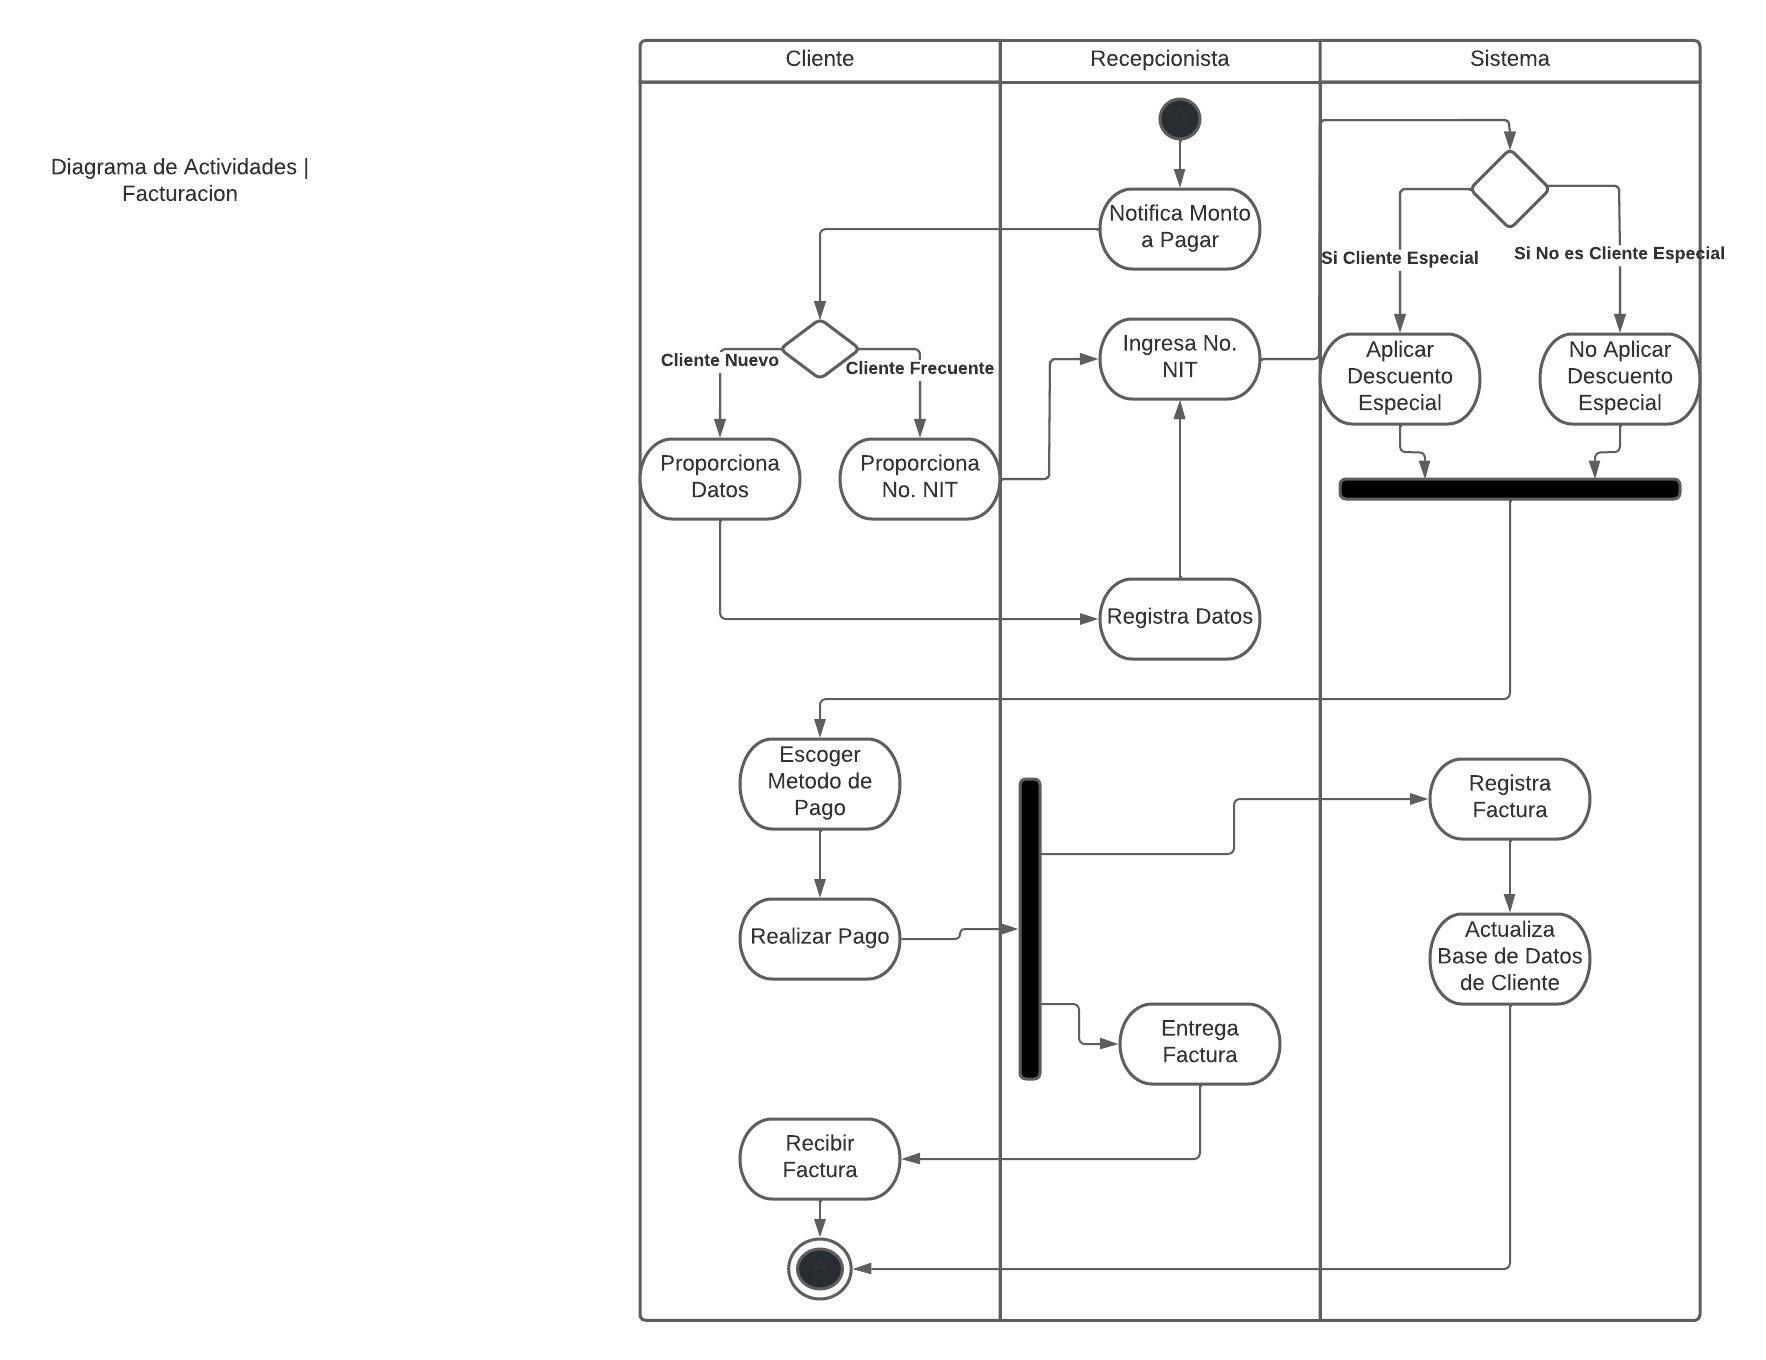 Diagrama de Actividades |
Facturacion
Cliente
Recepcionista
Sistema
A
Notifica Monto
a Pagar
Si Cliente Especial
Si No es Cliente Especial
Cliente Nuevo
Cliente Frecuente
Ingresa No.
NIT
Aplicar
Descuento
Especial
No Aplicar
Descuento
Especial
Proporciona
Datos
Proporciona
No. NIT
Registra Datos
Escoger
Metodo de
Pago
Registra
Factura
Realizar Pago
Actualiza
Base de Datos
de Cliente
Entrega
Factura
Recibir
Factura
A